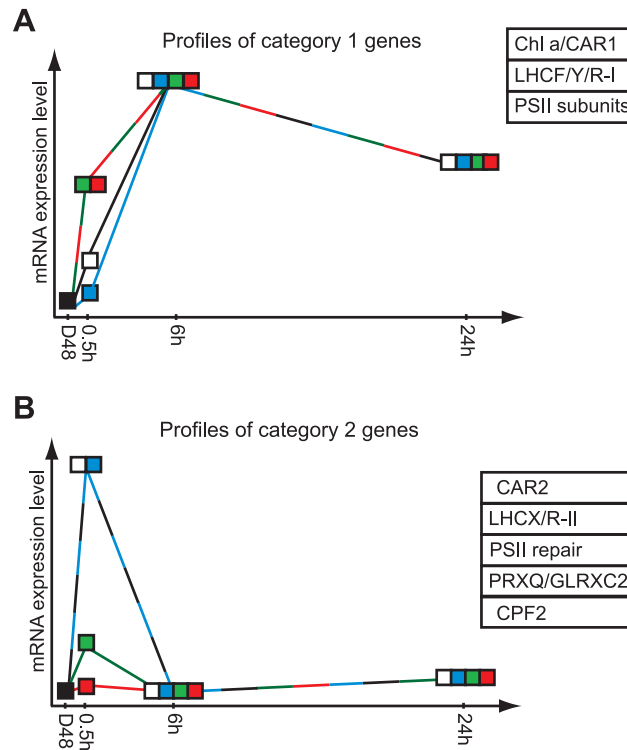 A
Profiles of category 1 genes
Chl a/CAR1
LHCF/Y/R-I
PSII subunits
mRNA expression level
D48
0.5h
6h
24h
B
Profiles of category 2 genes
CAR2
LHCX/R-II
PSII repair
PRXQ/GLRXC2
CPF2
mRNA expression level
D48
0.5h
6h
24h